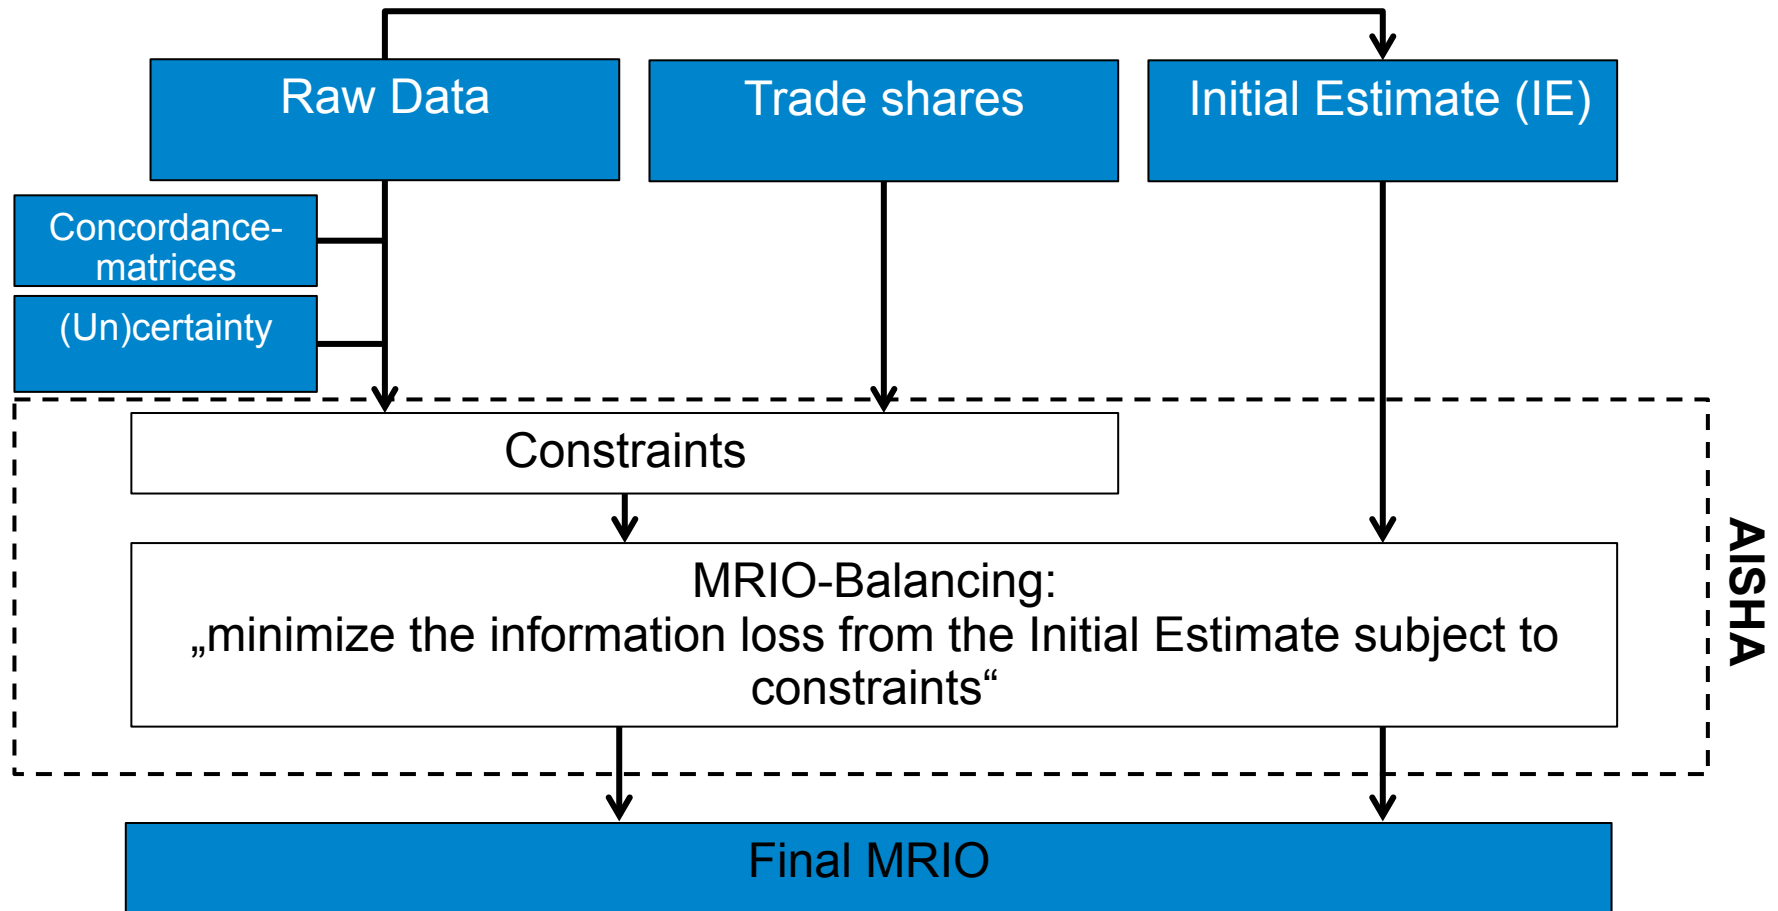 Raw Data
Trade shares
Initial Estimate (IE)
Concordance-
matrices
(Un)certainty
Constraints
MRIO-Balancing:
„minimize the information loss from the Initial Estimate subject to
constraints“
AISHA
Final MRIO